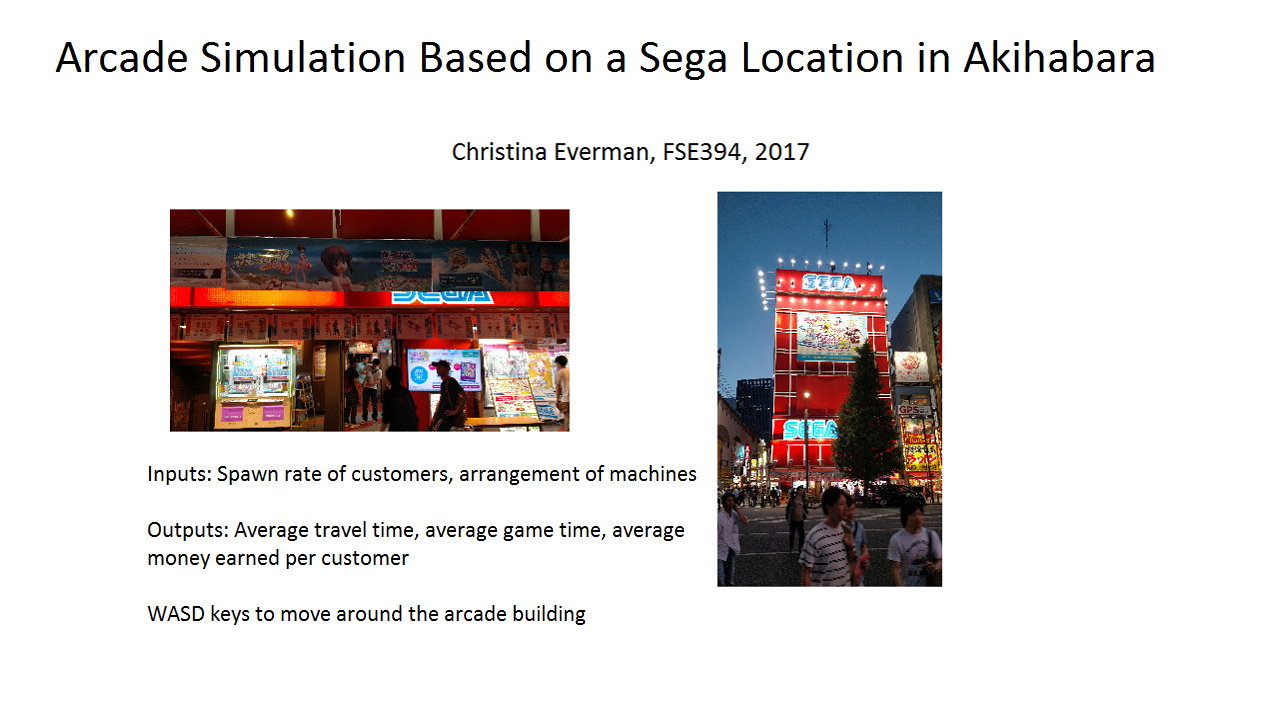 Arcade Simulation Based on a Sega Location in Akihabara
Christina Everman, FSE394, 2017
SEGA
SEGA
SEGA
GPS
Inputs: Spawn rate of customers, arrangement of machines
Outputs: Average travel time, average game time, average
money earned per customer
WASD keys to move around the arcade building